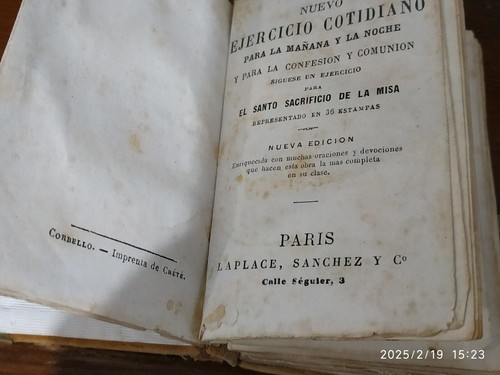 CORBELLO. — Imprenta de CRÉTÉ.
NUEVO
EJERCICIO COTIDIANO
PARA LA MAÑANA Y LA NOCHE
Y PARA LA CONFESION Y COMUNION
SIGUESE UN EJERCICIO
PARA
EL SANTO SACRIFICIO DE LA MISA
REPRESENTADO EN 36 ESTAMPAS
NUEVA EDICION
Enriquecida con muchas oraciones y devociones
que hacen esta obra la mas completa
en su clase.
PARIS
LAPLACE, SANCHEZ Y Cº
Calle Séguier, 3
2025/2/19 15:23